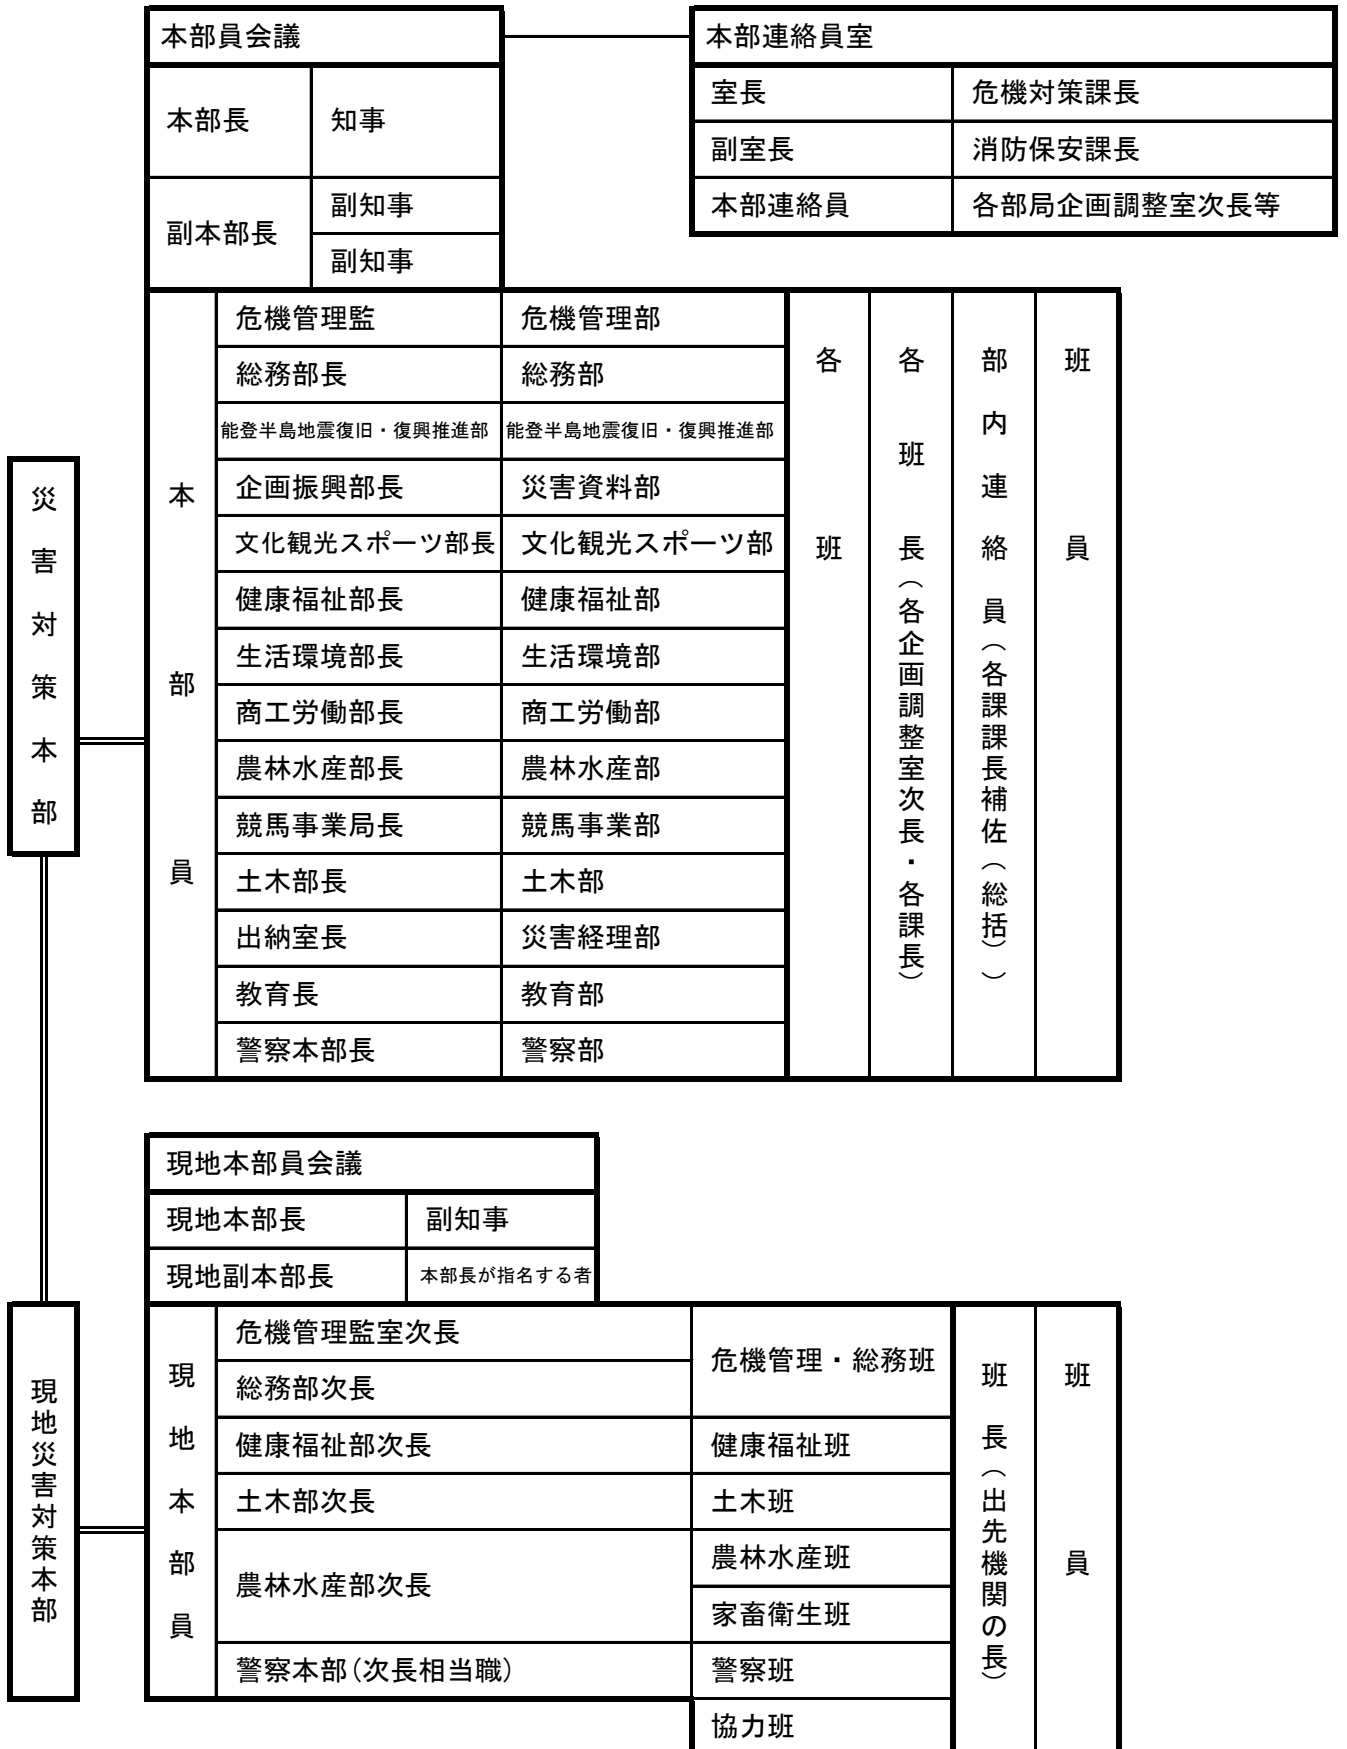 本部員会議
本部長 知事
副本部長 副知事
副知事
本部連絡員室
室長 危機対策課長
副室長 消防保安課長
本部連絡員 各部局企画調整室次長等
災害対策本部
本部員
危機管理監 危機管理部
総務部長 総務部
能登半島地震復旧・復興推進部 能登半島地震復旧・復興推進部
企画振興部長 災害資料部
文化観光スポーツ部長 文化観光スポーツ部
健康福祉部長 健康福祉部
生活環境部長 生活環境部
商工労働部長 商工労働部
農林水産部長 農林水産部
競馬事業局長 競馬事業部
土木部長 土木部
出納室長 災害経理部
教育長 教育部
警察本部長 警察部
各班
各班長（各企画調整室次長・各課長）
部内連絡員（各課課長補佐（総括））
班員
現地本部員会議
現地本部長 副知事
現地副本部長 本部長が指名する者
現地災害対策本部
現地本部員
危機管理監室次長
総務部次長
危機管理・総務班
健康福祉部次長 健康福祉班
土木部次長 土木班
農林水産部次長 農林水産班
家畜衛生班
警察本部（次長相当職） 警察班
協力班
班長（出先機関の長）
班員